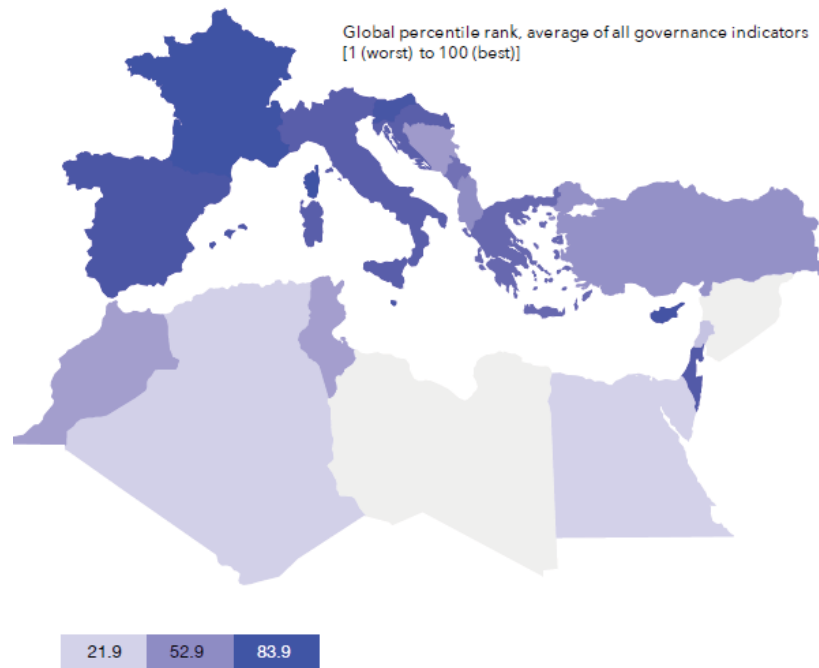 Global percentile rank, average of all governance indicators
[1 (worst) to 100 (best)]
21.9 52.9 83.9